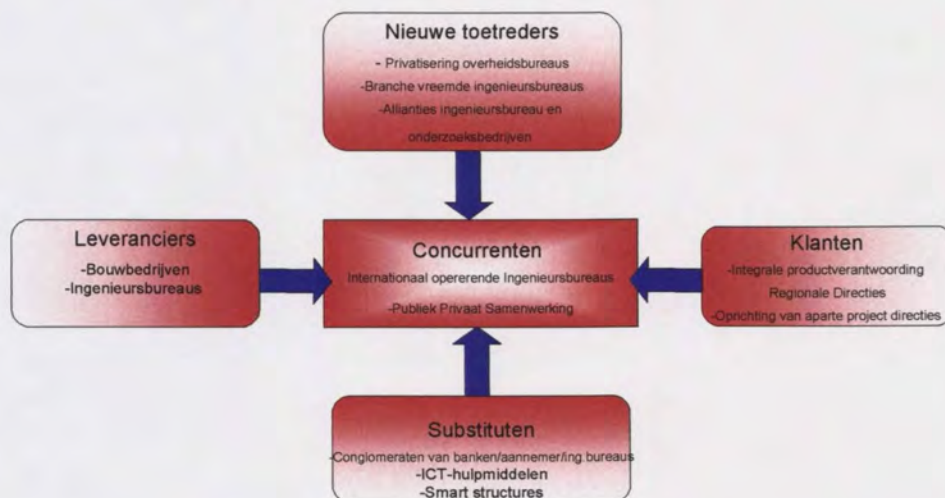 Nieuwe toetreders
- Privatisering overheidsbureaus
-Branche vreemde ingenieursbureaus
-Allianties ingenieursbureau en
onderzoeksbedrijven
Leveranciers
-Bouwbedrijven
-Ingenieursbureaus
Concurrenten
Internationaal opererende Ingenieursbureaus
-Publiek Privaat Samenwerking
Klanten
-Integrale productverantwoording
Regionale Directies
-Oprichting van aparte project directies
Substituten
-Conglomeraten van banken/aannemer/ing.bureaus
-ICT-hulpmiddelen
-Smart structures